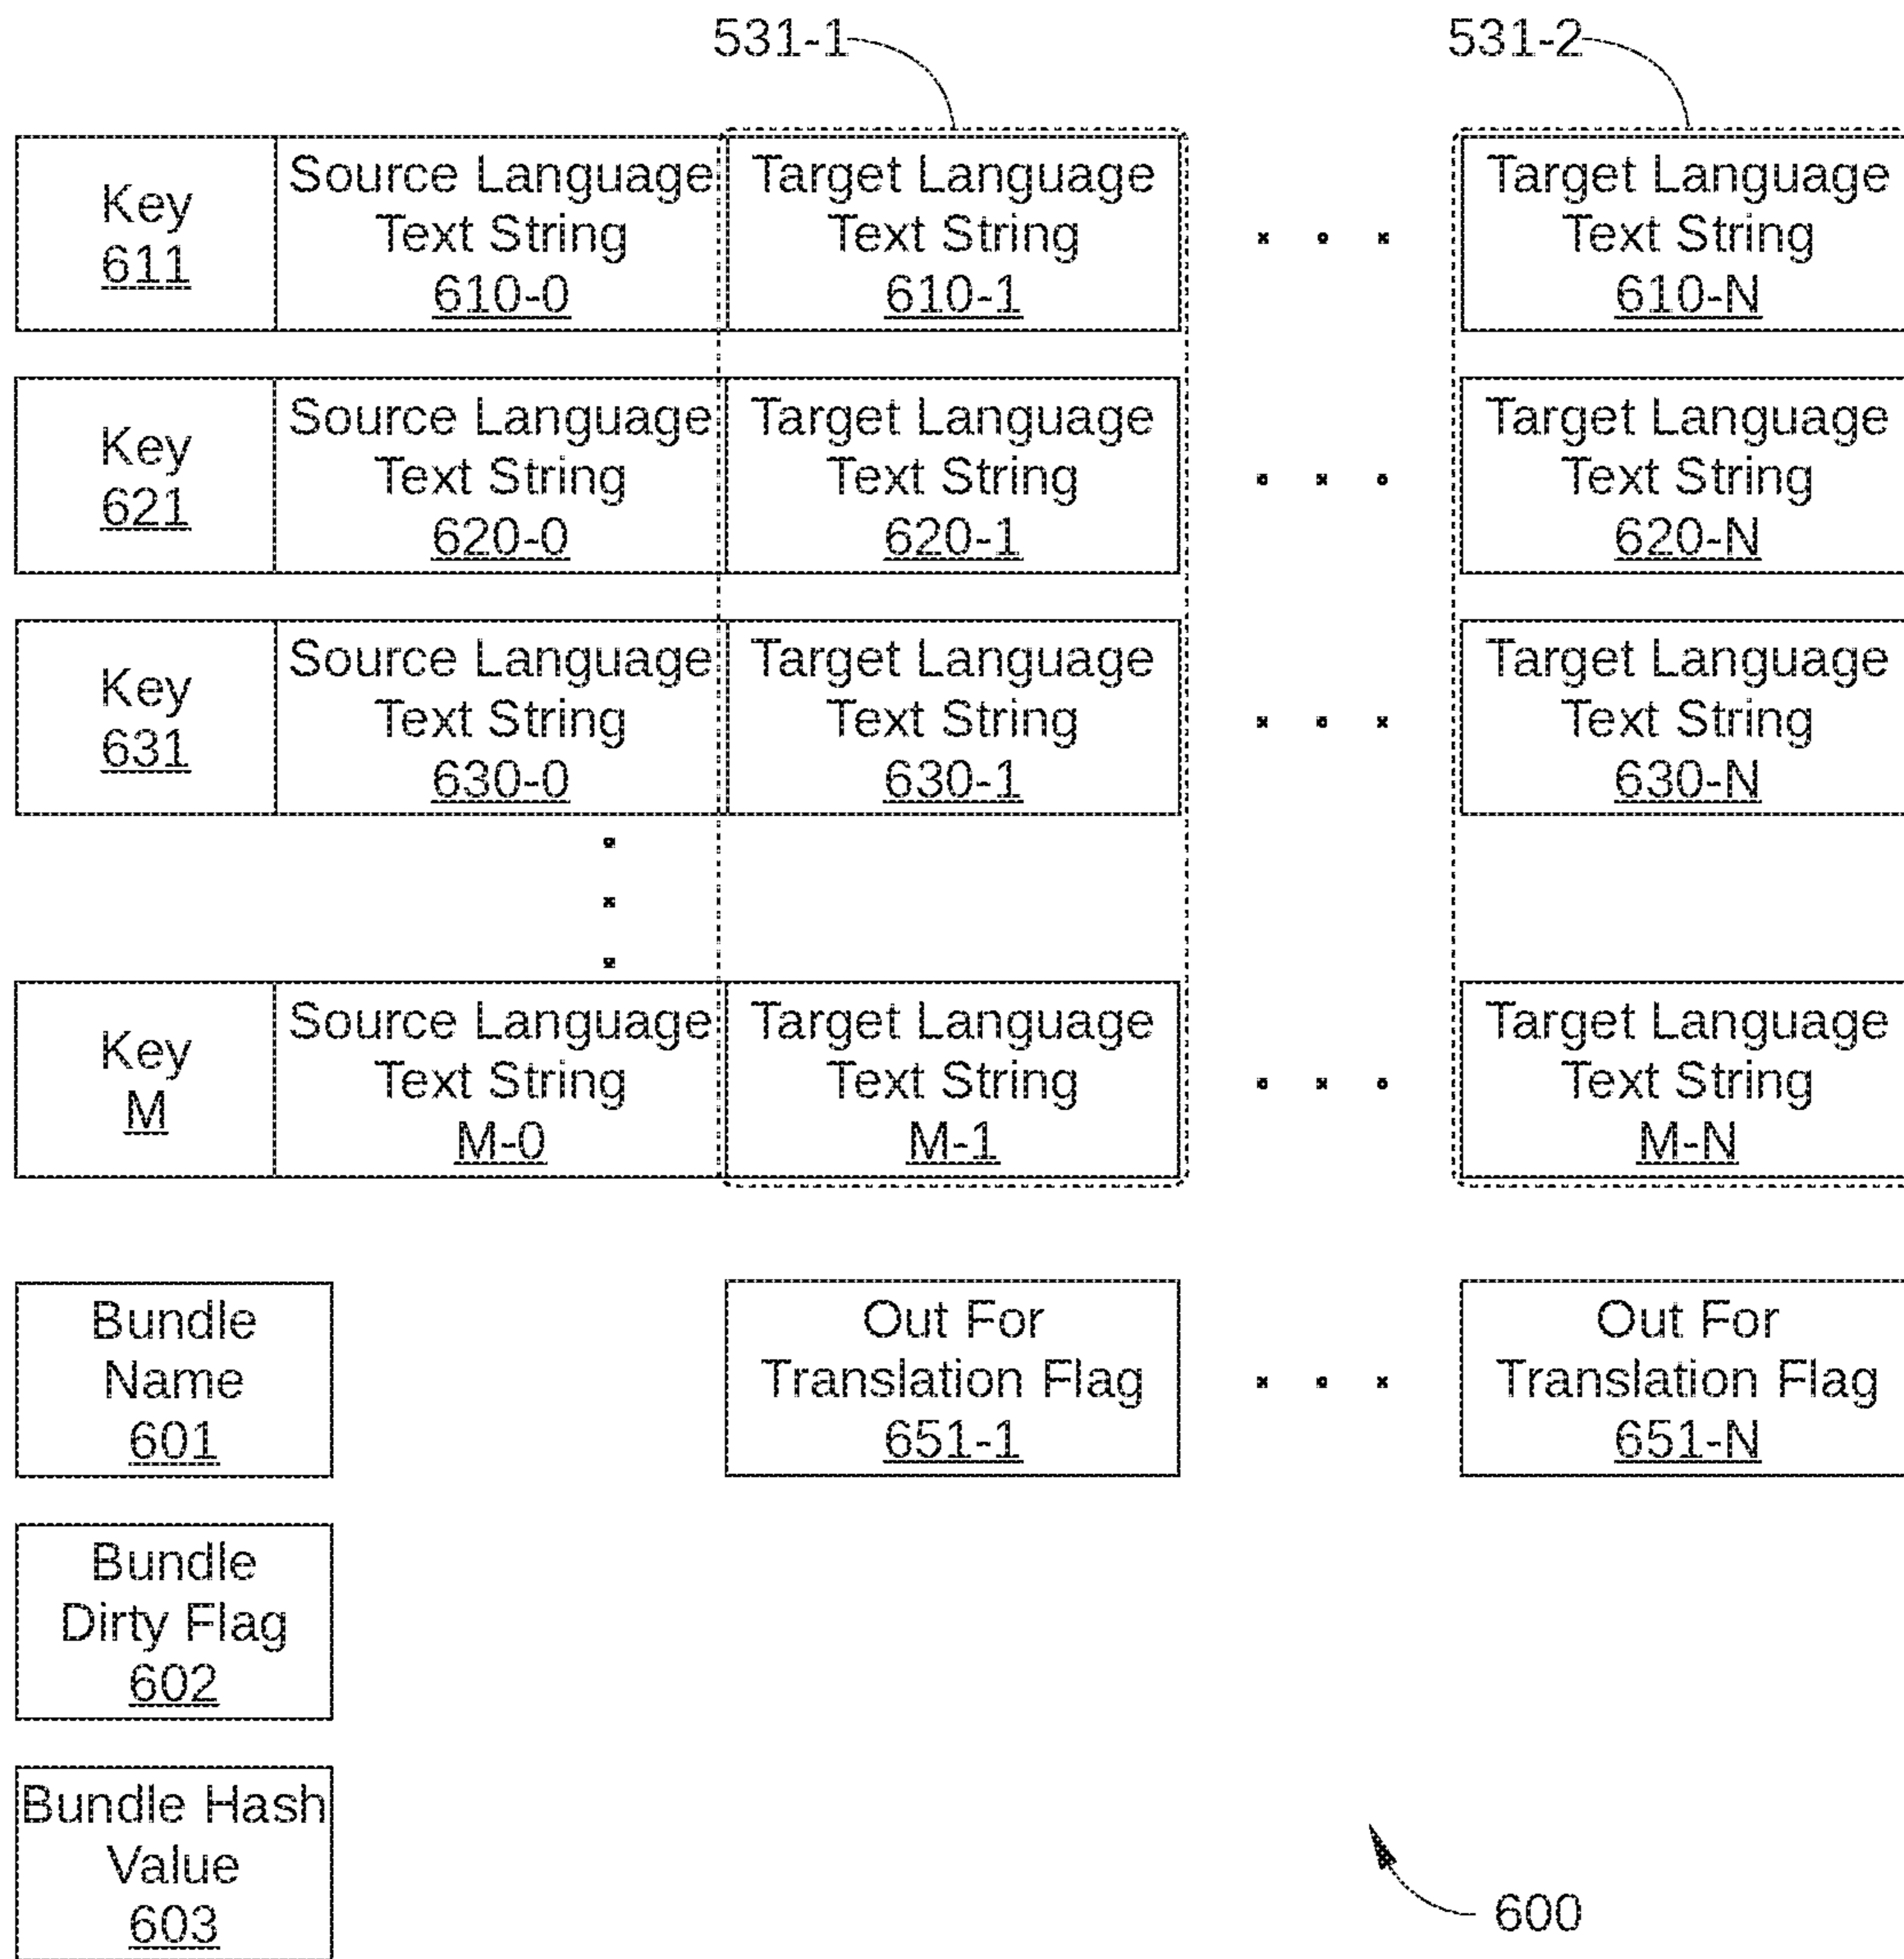 531-1
531-2
Key
611
Source Language
Text String
610-0
Target Language
Text String
610-1
Target Language
Text String
610-N
Key
621
Source Language
Text String
620-0
Target Language
Text String
620-1
Target Language
Text String
620-N
Key
631
Source Language
Text String
630-0
Target Language
Text String
630-1
Target Language
Text String
630-N
Key
M
Source Language
Text String
M-0
Target Language
Text String
M-1
Target Language
Text String
M-N
Bundle
Name
601
Out For
Translation Flag
651-1
Out For
Translation Flag
651-N
Bundle
Dirty Flag
602
Bundle Hash
Value
603
600